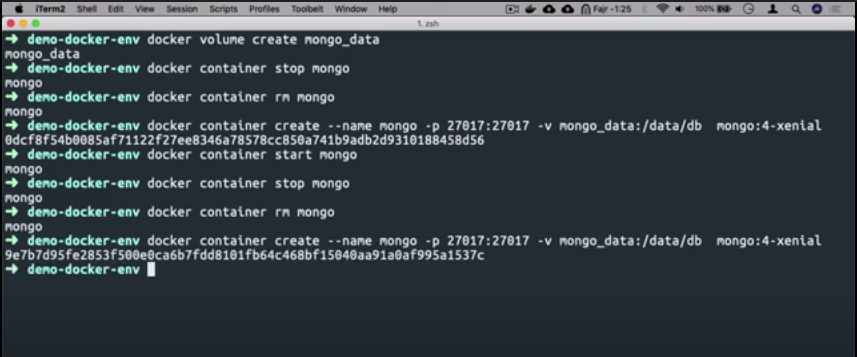 iTerm2 Shell Edit View Session Scripts Profiles Toolbelt Window Help Fajr -1:25 100%
1. zsh
➜ demo-docker-env docker volume create mongo_data
mongo_data
➜ demo-docker-env docker container stop mongo
mongo
➜ demo-docker-env docker container rm mongo
mongo
➜ demo-docker-env docker container create --name mongo -p 27017:27017 -v mongo_data:/data/db mongo:4-xenial
0dcf8f54b0085af71122f27ee8346a78578cc850a741b9adb2d9310188458d56
➜ demo-docker-env docker container start mongo
mongo
➜ demo-docker-env docker container stop mongo
mongo
➜ demo-docker-env docker container rm mongo
mongo
➜ demo-docker-env docker container create --name mongo -p 27017:27017 -v mongo_data:/data/db mongo:4-xenial
9e7b7d95fe2853f500e0ca6b7fdd8101fb64c468bf15040aa91a0af995a1537c
➜ demo-docker-env